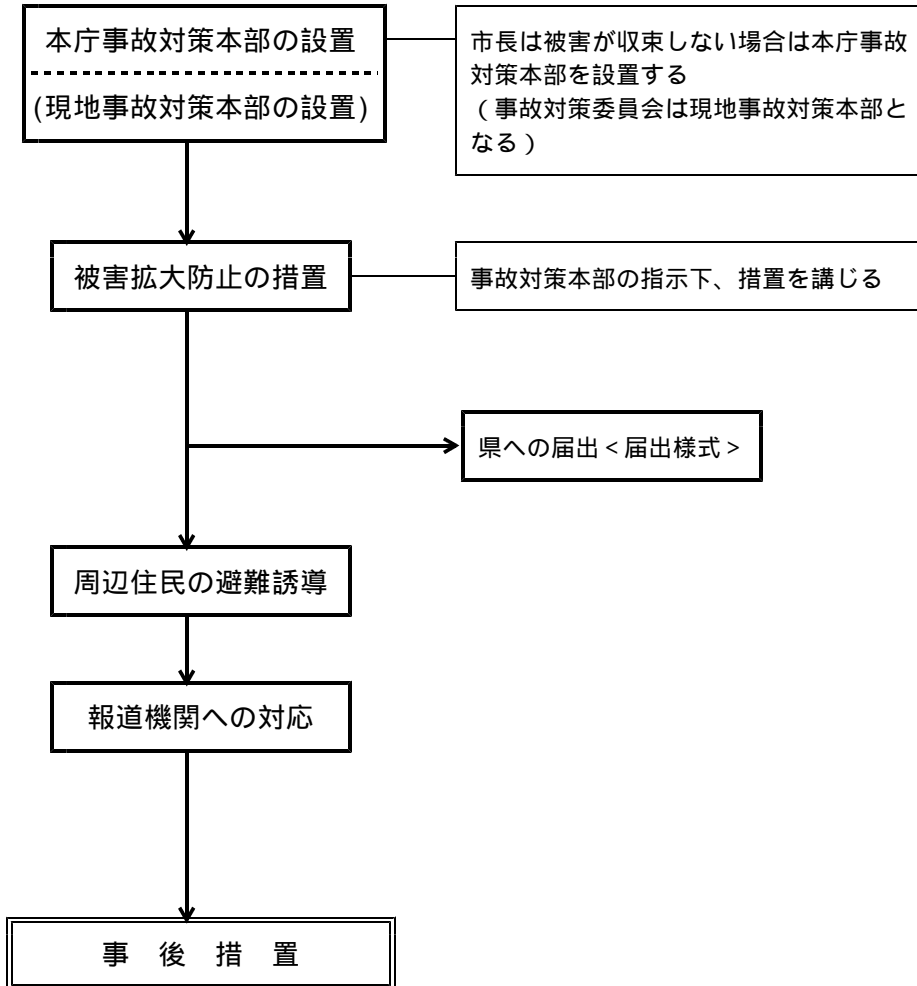 本庁事故対策本部の設置
(現地事故対策本部の設置)
市長は被害が収束しない場合は本庁事故
対策本部を設置する
(事故対策委員会は現地事故対策本部と
なる)
被害拡大防止の措置
事故対策本部の指示下、措置を講じる
県への届出<届出様式>
周辺住民の避難誘導
報道機関への対応
事 後 措 置